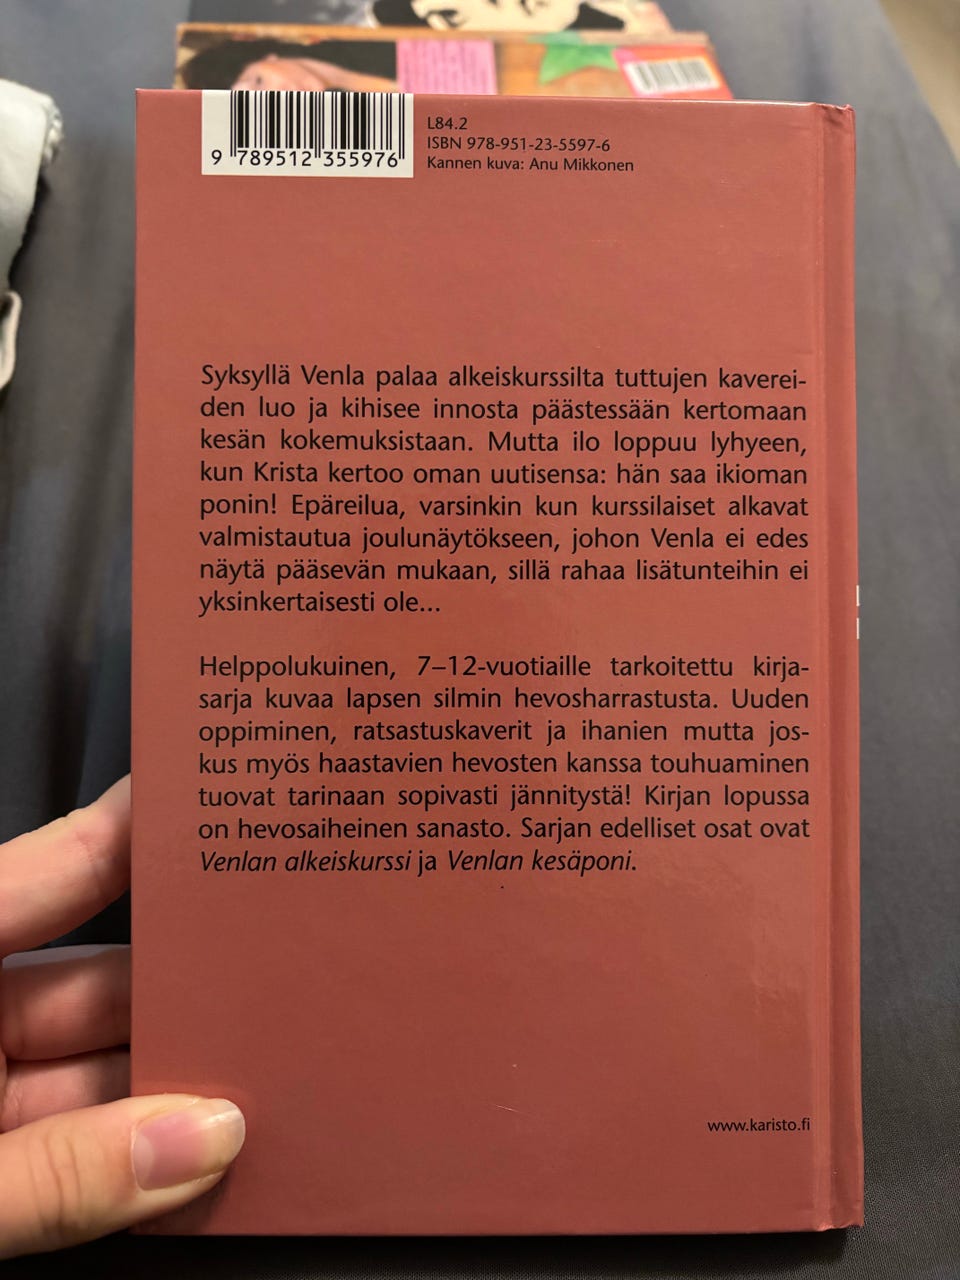 9 789512 355976
L84.2
ISBN 978-951-23-5597-6
Kannen kuva: Anu Mikkonen
Syksyllä Venla palaa alkeiskurssilta tuttujen kaverei-
den luo ja kihisee innosta päästessään kertomaan
kesän kokemuksistaan. Mutta ilo loppuu lyhyeen,
kun Krista kertoo oman uutisensa: hän saa ikioman
ponin! Epäreilua, varsinkin kun kurssilaiset alkavat
valmistautua joulunäytökseen, johon Venla ei edes
näytä pääsevän mukaan, sillä rahaa lisätunteihin ei
yksinkertaisesti ole...
Helppolukuinen, 7–12-vuotiaille tarkoitettu kirja-
sarja kuvaa lapsen silmin hevosharrastusta. Uuden
oppiminen, ratsastuskaverit ja ihanien mutta jos-
kus myös haastavien hevosten kanssa touhuaminen
tuovat tarinaan sopivasti jännitystä! Kirjan lopussa
on hevosaiheinen sanasto. Sarjan edelliset osat ovat
Venlan alkeiskurssi ja Venlan kesäponi.
www.karisto.fi